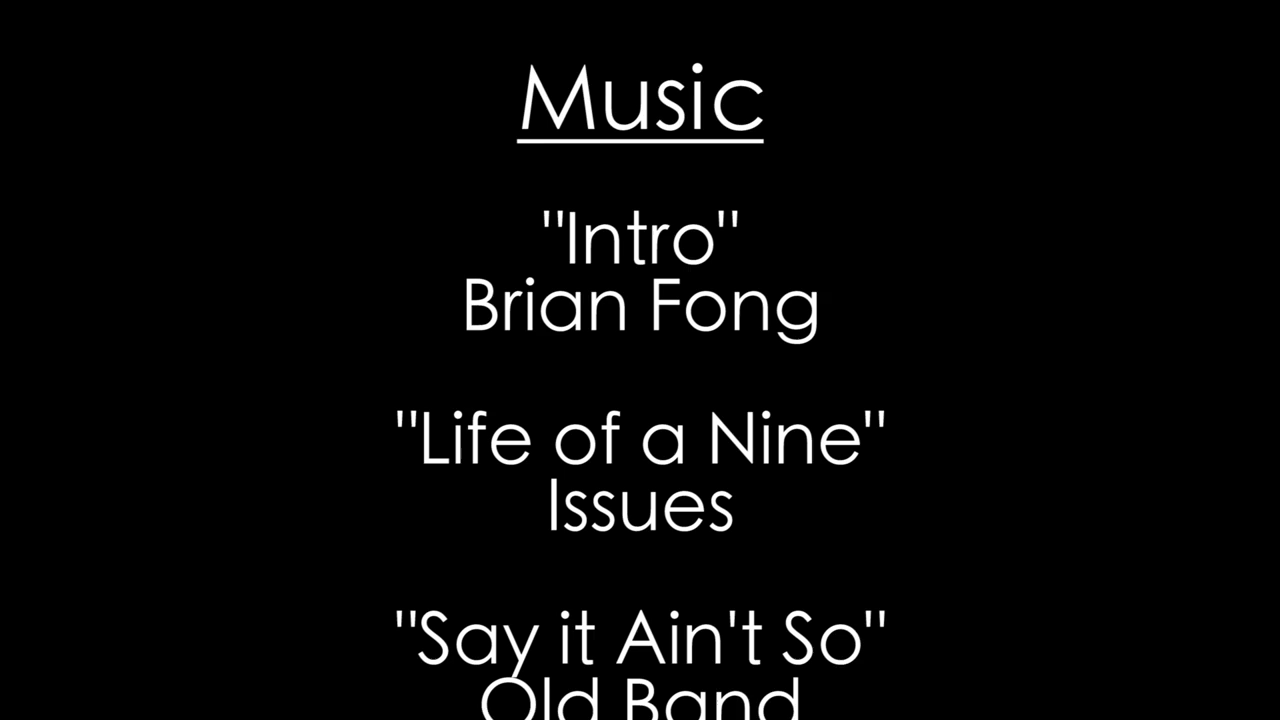 Music
"Intro"
Brian Fong
"Life of a Nine"
Issues
"Say it Ain't So"
Old Band